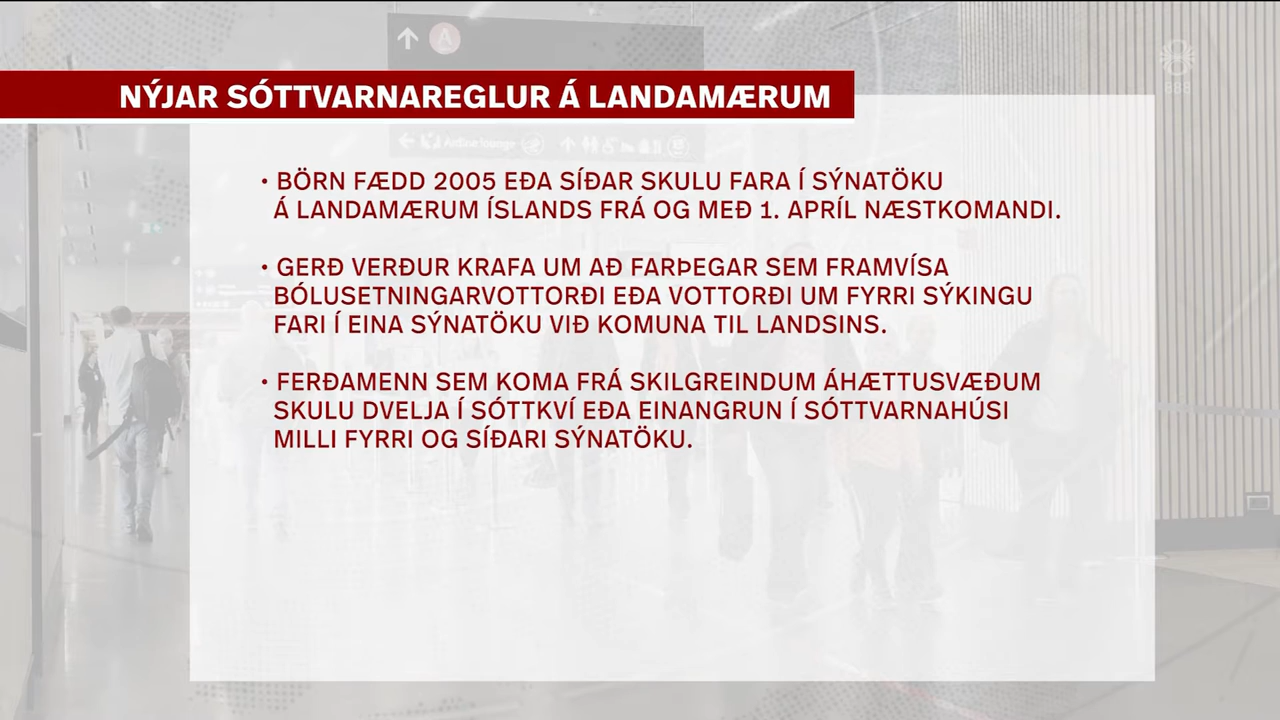 NÝJAR SÓTTVARNAREGLUR Á LANDAMÆRUM
• BÖRN FÆDD 2005 EÐA SÍÐAR SKULU FARA Í SÝNATÖKU
Á LANDAMÆRUM ÍSLANDS FRÁ OG MEÐ 1. APRÍL NÆSTKOMANDI.
• GERÐ VERÐUR KRAFA UM AÐ FARÞEGAR SEM FRAMVÍSA
BÓLUSETNINGARVOTTORÐI EÐA VOTTORÐI UM FYRRI SÝKINGU
FARI Í EINA SÝNATÖKU VIÐ KOMUNA TIL LANDSINS.
• FERÐAMENN SEM KOMA FRÁ SKILGREINDUM ÁHÆTTUSVÆÐUM
SKULU DVELJA Í SÓTTKVÍ EÐA EINANGRUN Í SÓTTVARNAHÚSI
MILLI FYRRI OG SÍÐARI SÝNATÖKU.
A
888